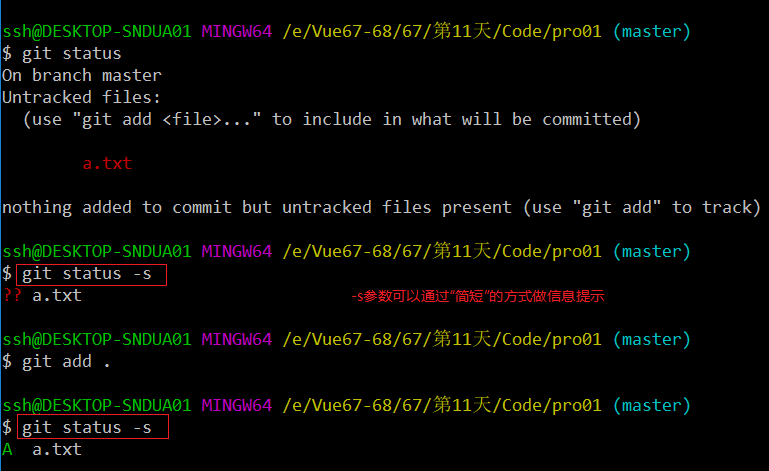 ssh@DESKTOP-SNDUA01 MINGW64 /e/Vue67-68/67/第11天/Code/pro01 (master)
$ git status
On branch master
Untracked files:
  (use "git add <file>..." to include in what will be committed)
        a.txt
nothing added to commit but untracked files present (use "git add" to track)
ssh@DESKTOP-SNDUA01 MINGW64 /e/Vue67-68/67/第11天/Code/pro01 (master)
$ git status -s
?? a.txt
-s参数可以通过“简短”的方式做信息提示
ssh@DESKTOP-SNDUA01 MINGW64 /e/Vue67-68/67/第11天/Code/pro01 (master)
$ git add .
ssh@DESKTOP-SNDUA01 MINGW64 /e/Vue67-68/67/第11天/Code/pro01 (master)
$ git status -s
A  a.txt